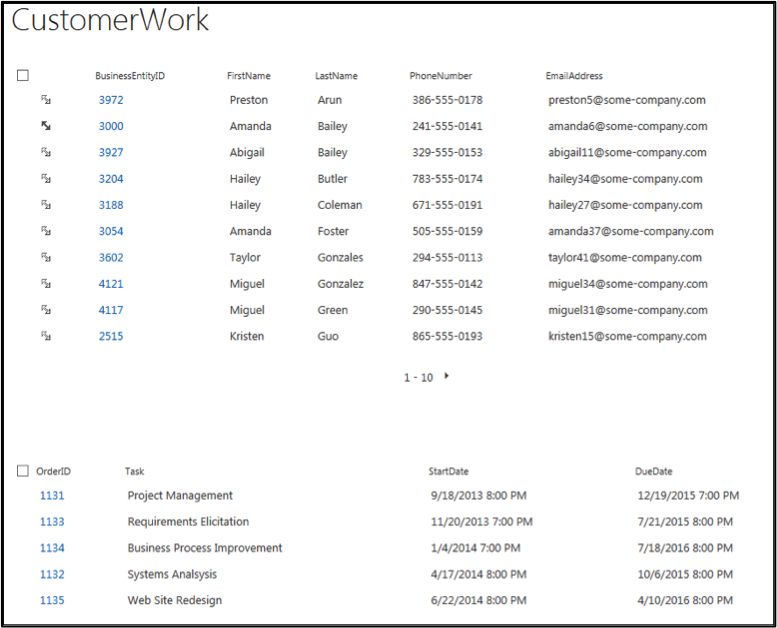 CustomerWork
BusinessEntityID FirstName LastName PhoneNumber EmailAddress
3972 Preston Arun 386-555-0178 preston5@some-company.com
3000 Amanda Bailey 241-555-0141 amanda6@some-company.com
3927 Abigail Bailey 329-555-0153 abigail11@some-company.com
3204 Hailey Butler 783-555-0174 hailey34@some-company.com
3188 Hailey Coleman 671-555-0191 hailey27@some-company.com
3054 Amanda Foster 505-555-0159 amanda37@some-company.com
3602 Taylor Gonzales 294-555-0113 taylor41@some-company.com
4121 Miguel Gonzalez 847-555-0142 miguel34@some-company.com
4117 Miguel Green 290-555-0145 miguel31@some-company.com
2515 Kristen Guo 865-555-0193 kristen15@some-company.com
1 - 10
OrderID Task StartDate DueDate
1131 Project Management 9/18/2013 8:00 PM 12/19/2015 7:00 PM
1133 Requirements Elicitation 11/20/2013 7:00 PM 7/21/2015 8:00 PM
1134 Business Process Improvement 1/4/2014 7:00 PM 7/18/2016 8:00 PM
1132 Systems Analsysis 4/17/2014 8:00 PM 10/6/2015 8:00 PM
1135 Web Site Redesign 6/22/2014 8:00 PM 4/10/2016 8:00 PM